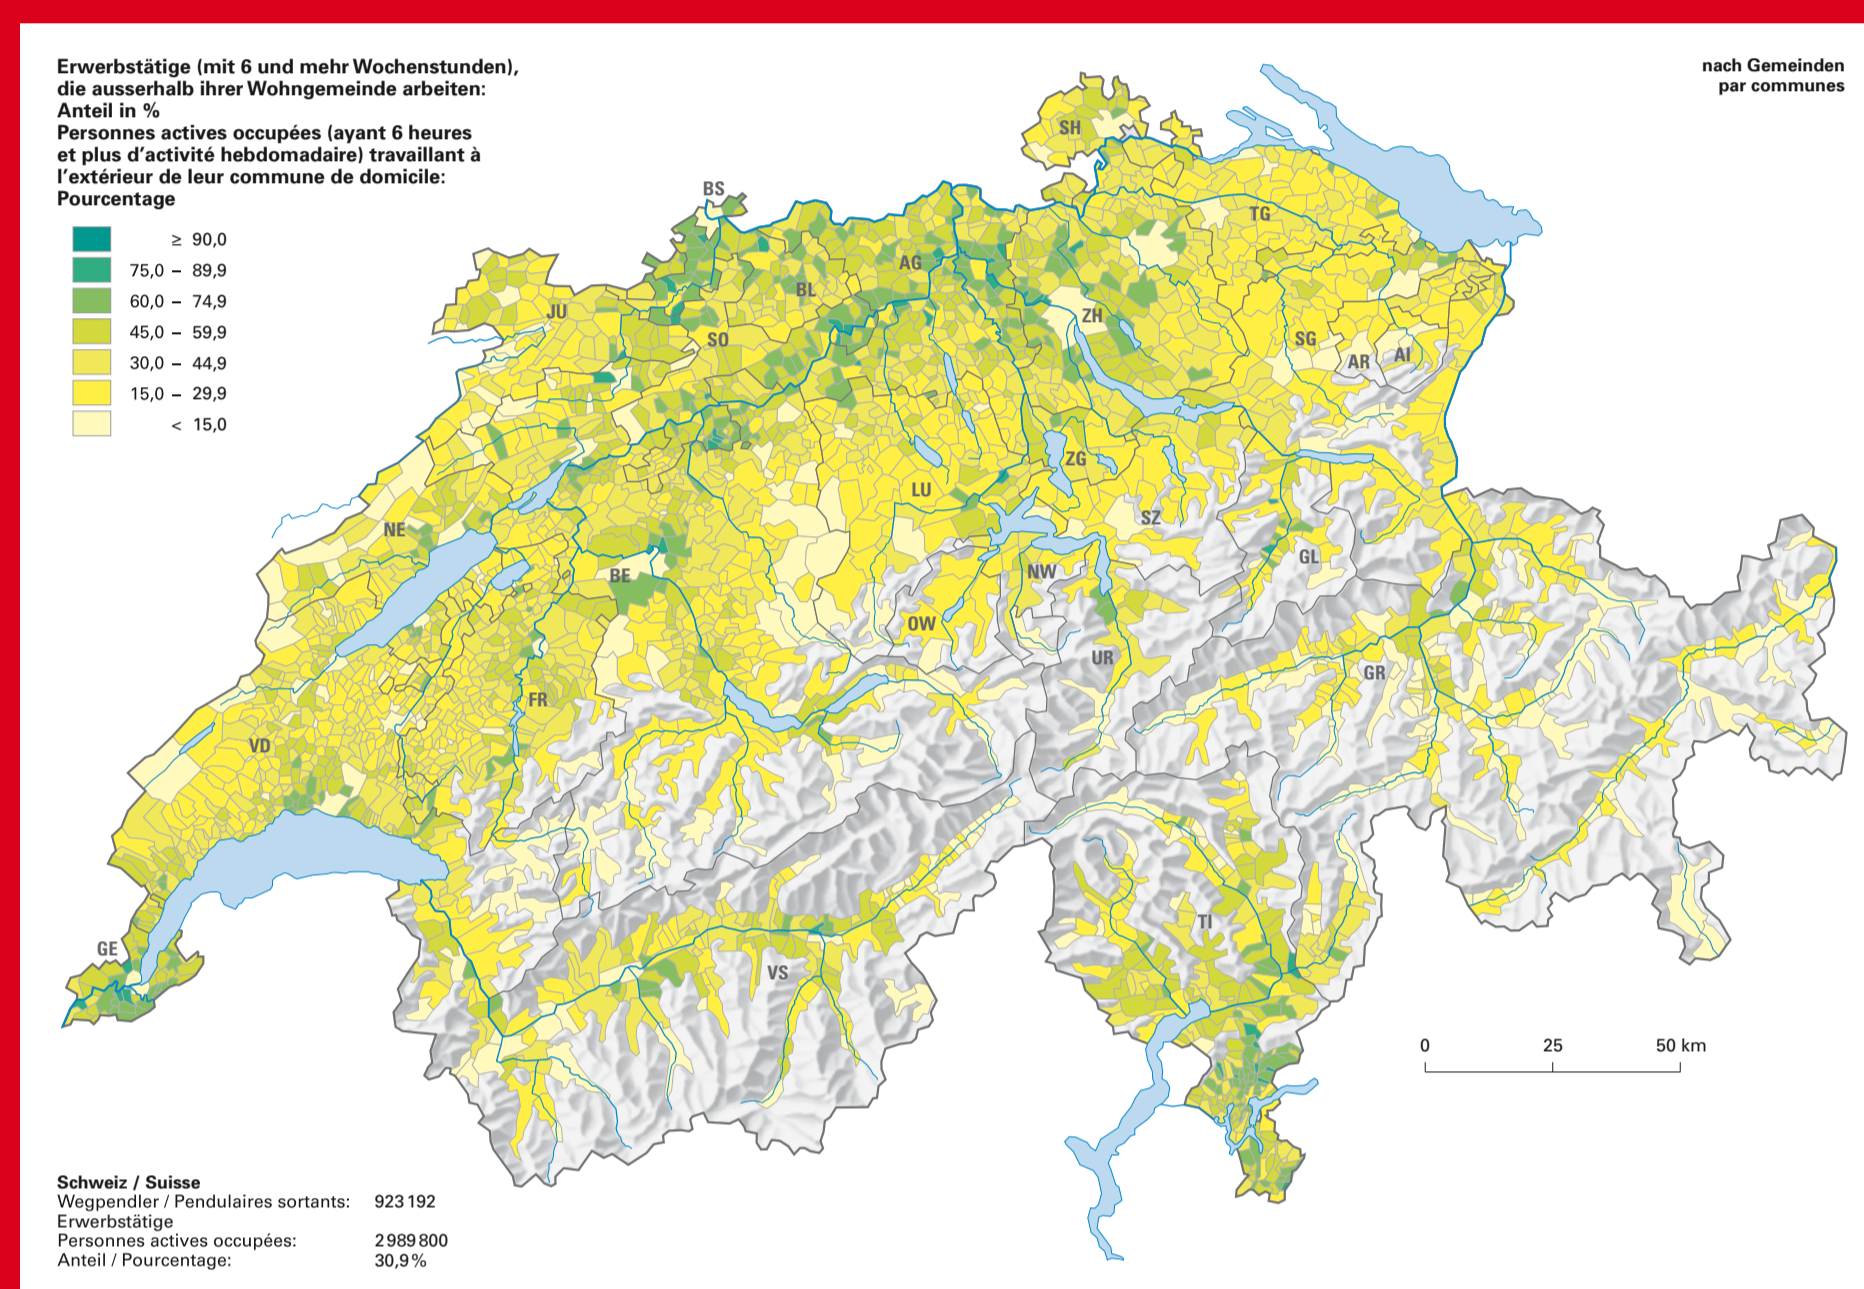 Erwerbstätige (mit 6 und mehr Wochenstunden),
die ausserhalb ihrer Wohngemeinde arbeiten:
Anteil in %
Personnes actives occupées (ayant 6 heures
et plus d'activité hebdomadaire) travaillant à
l'extérieur de leur commune de domicile:
Pourcentage
nach Gemeinden
par communes
≥ 90,0
75,0 – 89,9
60,0 – 74,9
45,0 – 59,9
30,0 – 44,9
15,0 – 29,9
< 15,0
SH
BS
TG
AG
BL
JU
ZH
SO
SG
AR
AI
ZG
LU
SZ
NE
GL
NW
BE
OW
UR
GR
FR
VD
TI
GE
VS
0 25 50 km
Schweiz / Suisse
Wegpendler / Pendulaires sortants: 923 192
Erwerbstätige
Personnes actives occupées: 2 989 800
Anteil / Pourcentage: 30,9 %